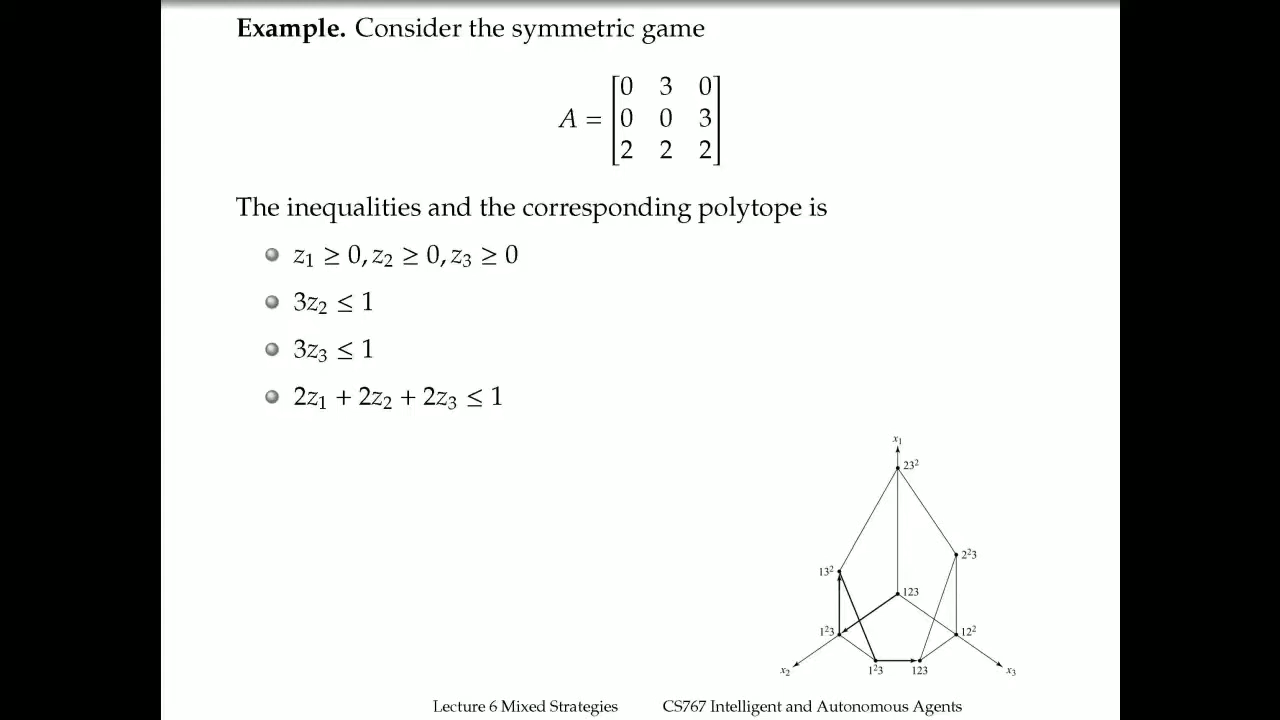 Example. Consider the symmetric game
A = [0 3 0
0 0 3
2 2 2]
The inequalities and the corresponding polytope is
z₁ ≥ 0, z₂ ≥ 0, z₃ ≥ 0
3z₂ ≤ 1
3z₃ ≤ 1
2z₁ + 2z₂ + 2z₃ ≤ 1
x₁
23²
2²3
13²
123
1²3
12²
x₂
1²3
123
x₃
Lecture 6 Mixed Strategies
CS767 Intelligent and Autonomous Agents